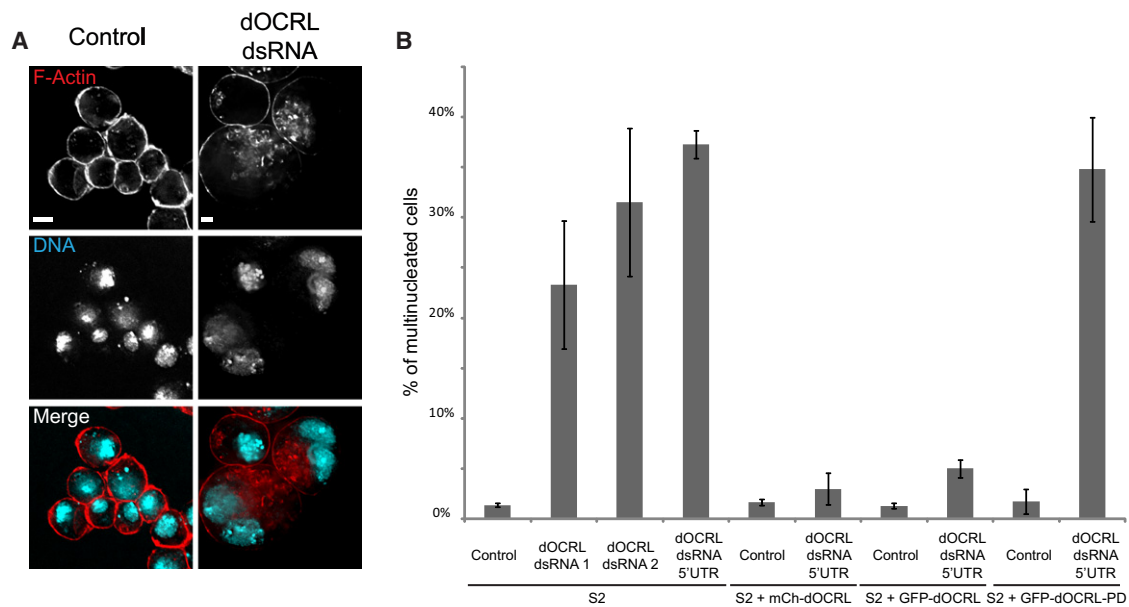 A
Control
dOCRL
dsRNA
F-Actin
DNA
Merge
B
% of multinucleated cells
40%
30%
20%
10%
0%
Control
dOCRL
dsRNA 1
dOCRL
dsRNA 2
dOCRL
dsRNA
5'UTR
Control
dOCRL
dsRNA
5'UTR
Control
dOCRL
dsRNA
5'UTR
Control
dOCRL
dsRNA
5'UTR
S2
S2 + mCh-dOCRL
S2 + GFP-dOCRL
S2 + GFP-dOCRL-PD